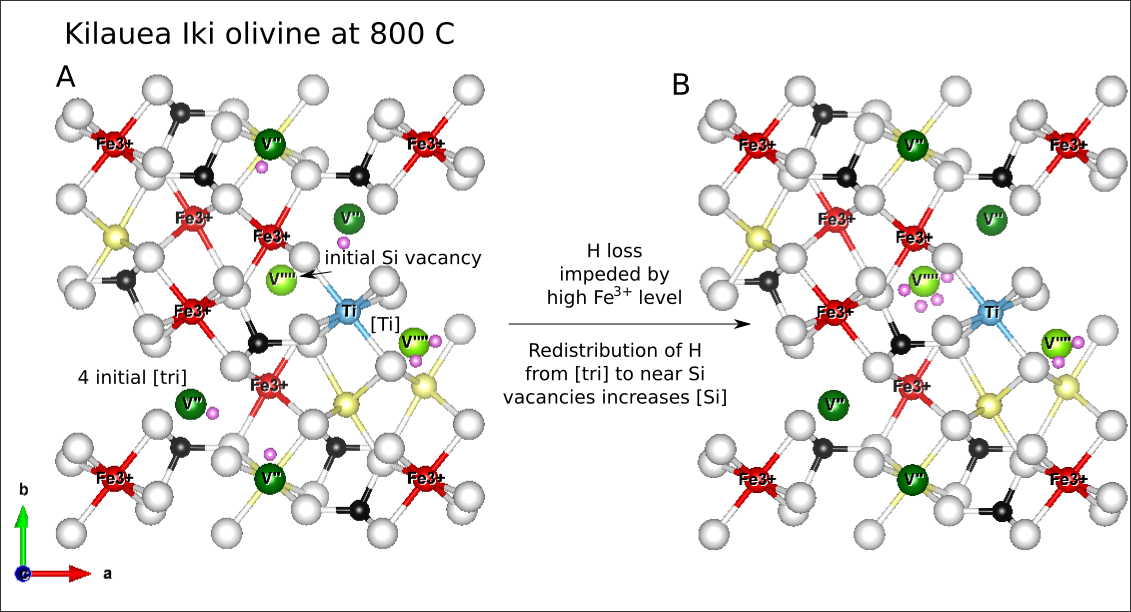 Kilauea Iki olivine at 800 C
A
Fe3+
V''
Fe3+
Fe3+
V''
Fe3+
initial Si vacancy
V''''
Fe3+
Ti
[Ti]
V''''
4 initial [tri]
Fe3+
V''
Fe3+
V''
Fe3+
b
c
a
H loss
impeded by
high Fe³⁺ level
Redistribution of H
from [tri] to near Si
vacancies increases [Si]
B
Fe3+
V''
Fe3+
Fe3+
V''
Fe3+
V''''
Fe3+
Ti
V''''
Fe3+
V''
Fe3+
V''
Fe3+